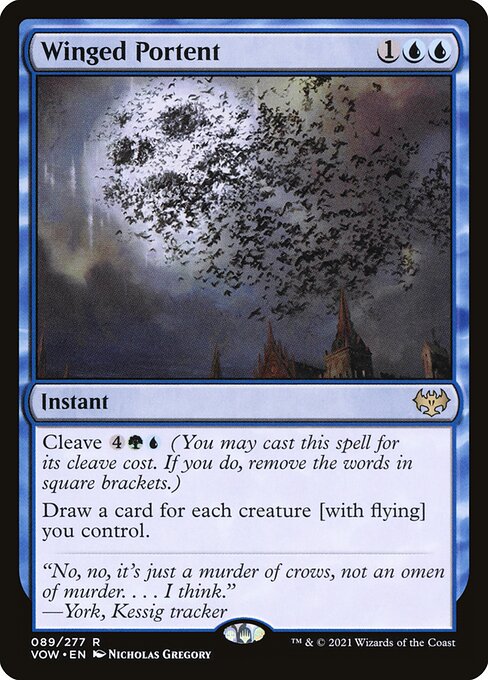 Winged Portent 1
Instant
Cleave 4 (You may cast this spell for
its cleave cost. If you do, remove the words in
square brackets.)
Draw a card for each creature [with flying]
you control.
“No, no, it’s just a murder of crows, not an omen
of murder. . . . I think.”
—York, Kessig tracker
089/277 R
VOW • EN Nicholas Gregory
™ & © 2021 Wizards of the Coast